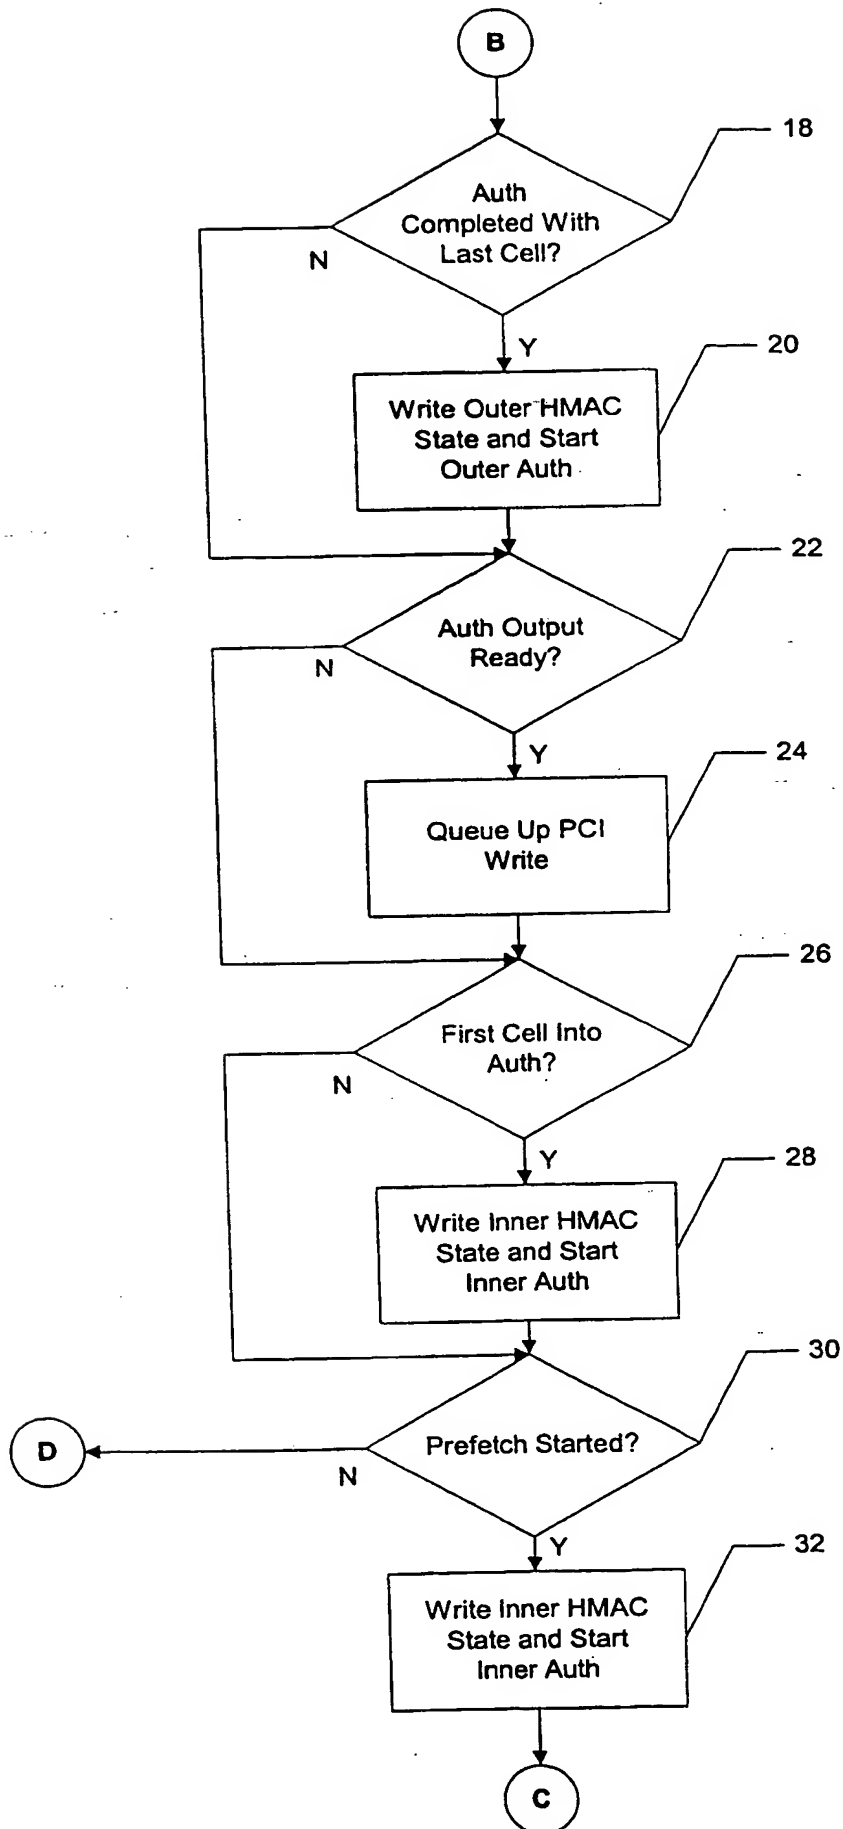 B
18
Auth
Completed With
Last Cell?
N
Y
20
Write Outer HMAC
State and Start
Outer Auth
22
Auth Output
Ready?
N
Y
24
Queue Up PCI
Write
26
First Cell Into
Auth?
N
Y
28
Write Inner HMAC
State and Start
Inner Auth
30
D
Prefetch Started?
N
Y
32
Write Inner HMAC
State and Start
Inner Auth
C